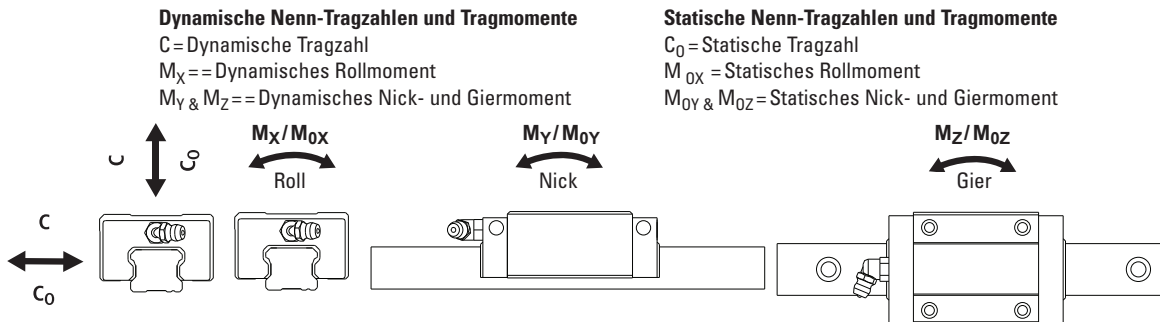 Dynamische Nenn-Tragzahlen und Tragmomente
C = Dynamische Tragzahl
MX = = Dynamisches Rollmoment
MY & MZ = = Dynamisches Nick- und Giermoment
Statische Nenn-Tragzahlen und Tragmomente
C0 = Statische Tragzahl
M 0X = Statisches Rollmoment
M0Y & M0Z = Statisches Nick- und Giermoment
C
C0
MX/M0X
Roll
MY/M0Y
Nick
MZ/M0Z
Gier
C
C0